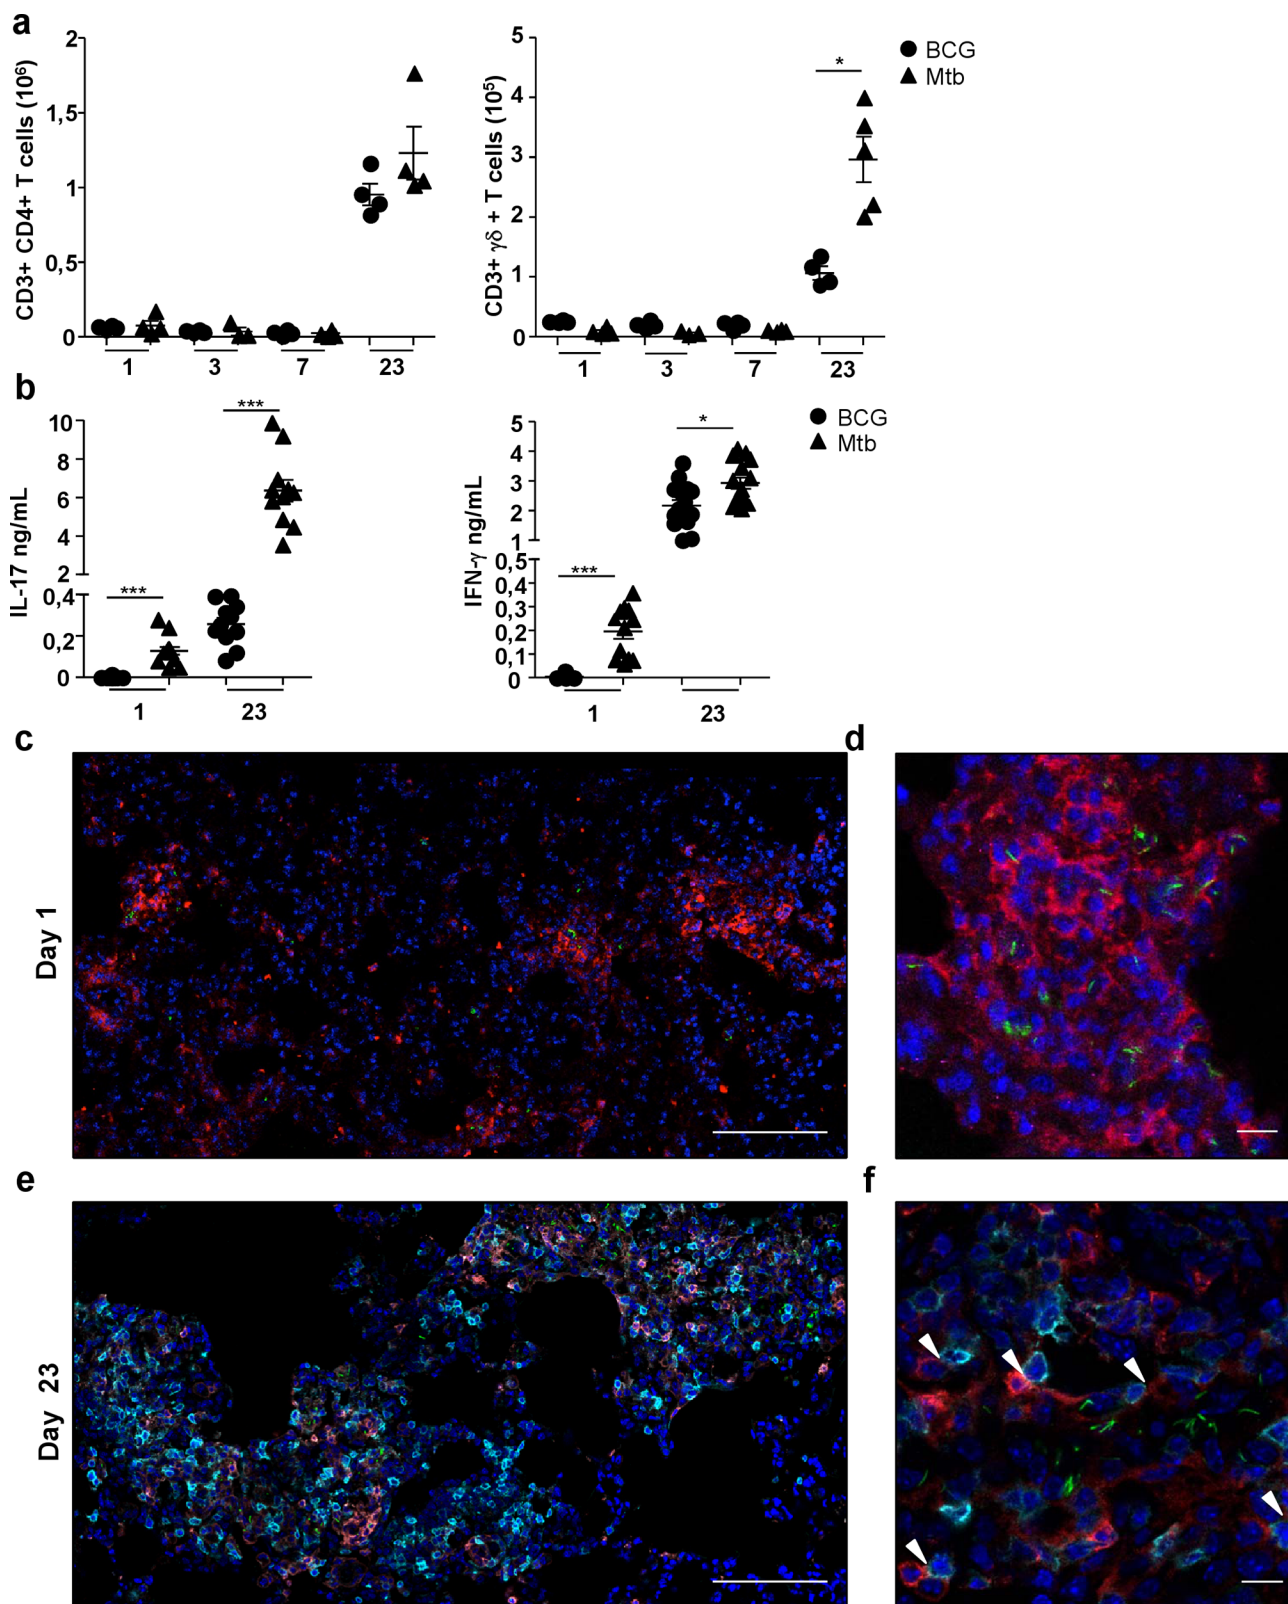 a
CD3+ CD4+ T cells (10⁶)
2
1,5
1
0,5
0
1 3 7 23
CD3+ γδ + T cells (10⁵)
5
4
3
2
1
0
*
1 3 7 23
BCG
Mtb
b
IL-17 ng/mL
10
8
6
4
2
0,4
0,2
0
***
***
1 23
IFN-γ ng/mL
5
4
3
2
1
0,5
0,4
0,3
0,2
0,1
0
***
*
1 23
BCG
Mtb
c
d
Day 1
e
f
Day 23